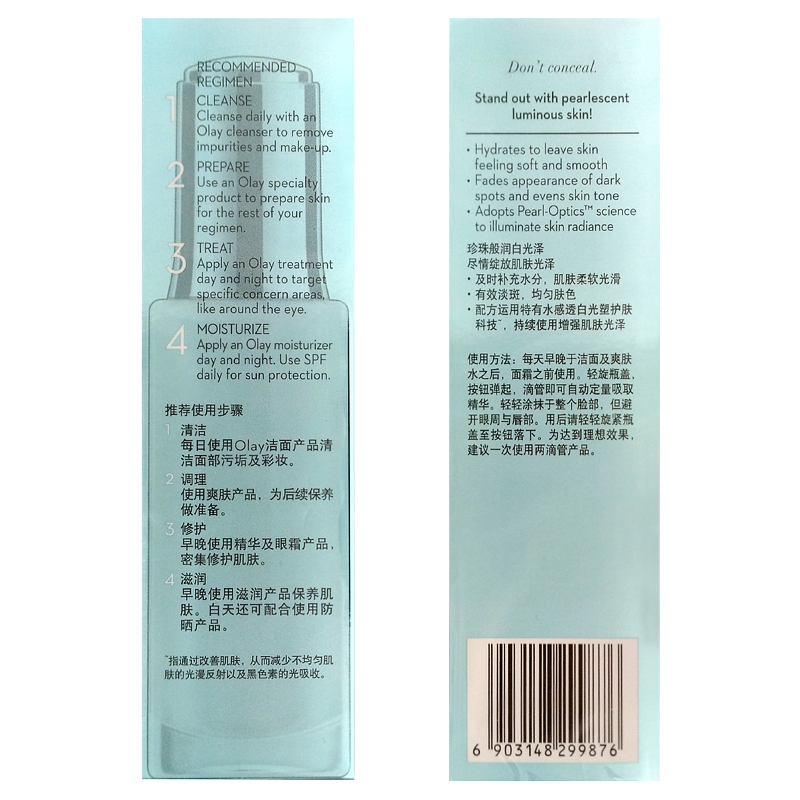 RECOMMENDED
REGIMEN
1 CLEANSE
Cleanse daily with an
Olay cleanser to remove
impurities and make-up.
2 PREPARE
Use an Olay specialty
product to prepare skin
for the rest of your
regimen.
3 TREAT
Apply an Olay treatment
day and night to target
specific concern areas,
like around the eye.
4 MOISTURIZE
Apply an Olay moisturizer
day and night. Use SPF
daily for sun protection.
推荐使用步骤
1 清洁
每日使用Olay洁面产品清
洁面部污垢及彩妆。
2 调理
使用爽肤产品，为后续保养
做准备。
3 修护
早晚使用精华及眼霜产品，
密集修护肌肤。
4 滋润
早晚使用滋润产品保养肌
肤。白天还可配合使用防
晒产品。
~指通过改善肌肤，从而减少不均匀肌
肤的光漫反射以及黑色素的光吸收。
Don't conceal.
Stand out with pearlescent
luminous skin!
• Hydrates to leave skin
feeling soft and smooth
• Fades appearance of dark
spots and evens skin tone
• Adopts Pearl-Optics™ science
to illuminate skin radiance
珍珠般润白光泽
尽情绽放肌肤光泽
• 及时补充水分，肌肤柔软光滑
• 有效淡斑，均匀肤色
• 配方运用特有水感透白光塑护肤
科技~，持续使用增强肌肤光泽
使用方法：每天早晚于洁面及爽肤
水之后，面霜之前使用。轻旋瓶盖，
按钮弹起，滴管即可自动定量吸取
精华。轻轻涂抹于整个脸部，但避
开眼周与唇部。用后请轻轻旋紧瓶
盖至按钮落下。为达到理想效果，
建议一次使用两滴管产品。
6 903148 299876